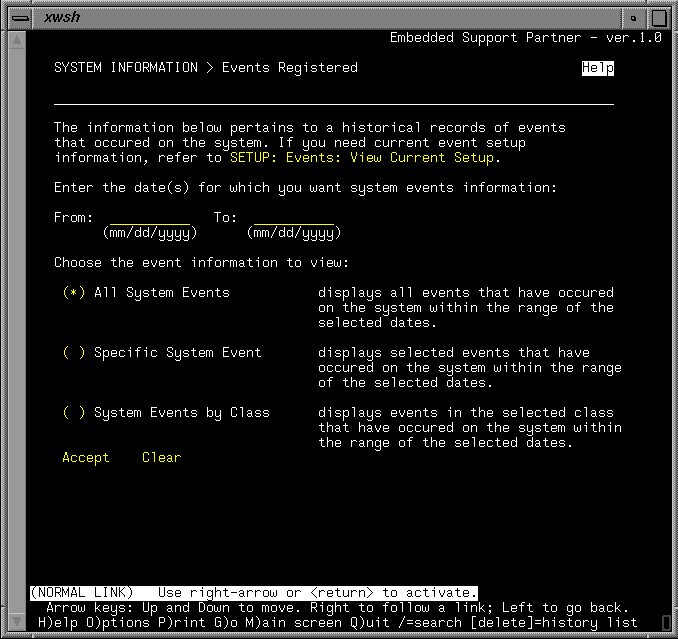 xwsh
Embedded Support Partner - ver.1.0
SYSTEM INFORMATION > Events Registered Help
The information below pertains to a historical records of events
that occured on the system. If you need current event setup
information, refer to SETUP: Events: View Current Setup.
Enter the date(s) for which you want system events information:
From: __________ To: __________
(mm/dd/yyyy) (mm/dd/yyyy)
Choose the event information to view:
(*) All System Events displays all events that have occured
on the system within the range of the
selected dates.
( ) Specific System Event displays selected events that have
occured on the system within the range
of the selected dates.
( ) System Events by Class displays events in the selected class
that have occured on the system within
the range of the selected dates.
Accept Clear
(NORMAL LINK) Use right-arrow or <return> to activate.
Arrow keys: Up and Down to move. Right to follow a link; Left to go back.
H)elp O)ptions P)rint G)o M)ain screen Q)uit /=search [delete]=history list